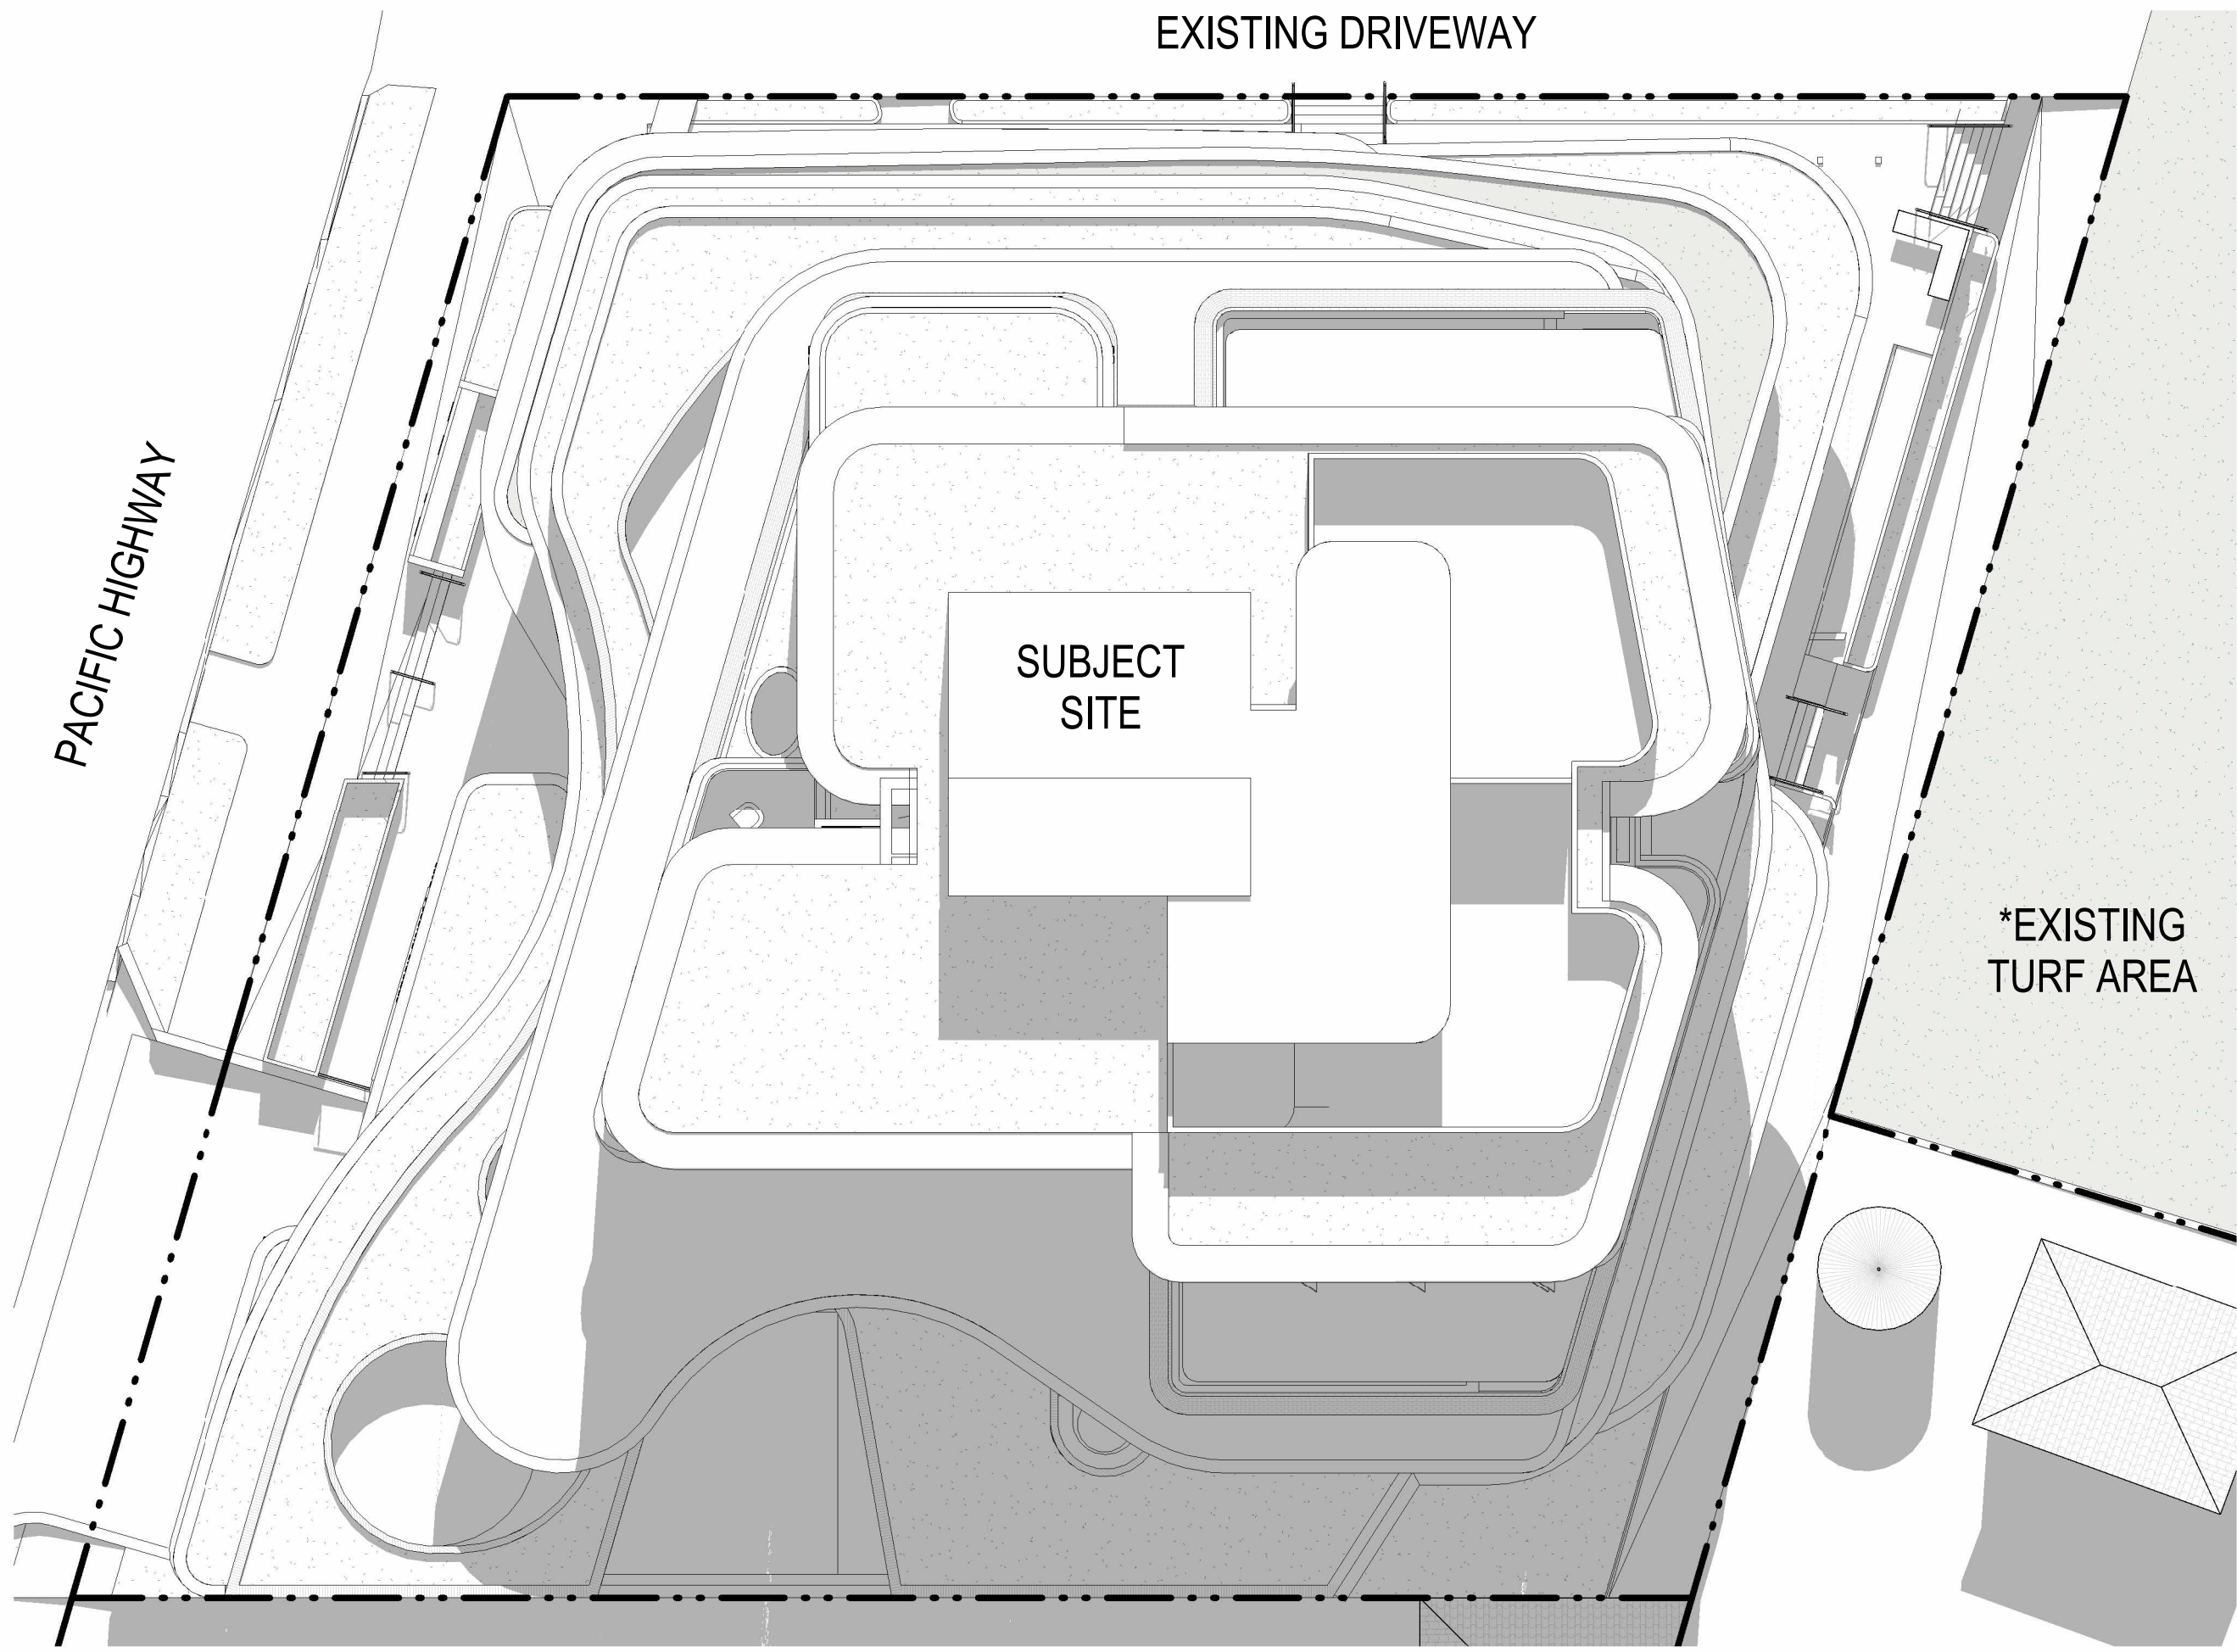 EXISTING DRIVEWAY
PACIFIC HIGHWAY
SUBJECT
SITE
*EXISTING
TURF AREA